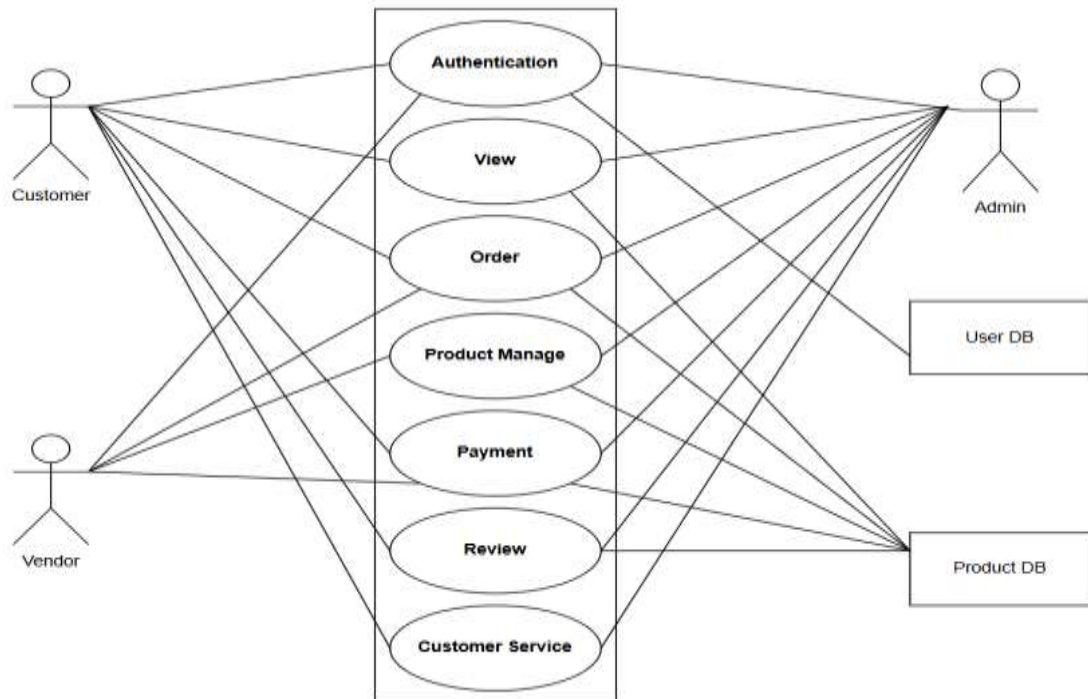 Authentication
View
Order
Product Manage
Payment
Review
Customer Service
Customer
Vendor
Admin
User DB
Product DB